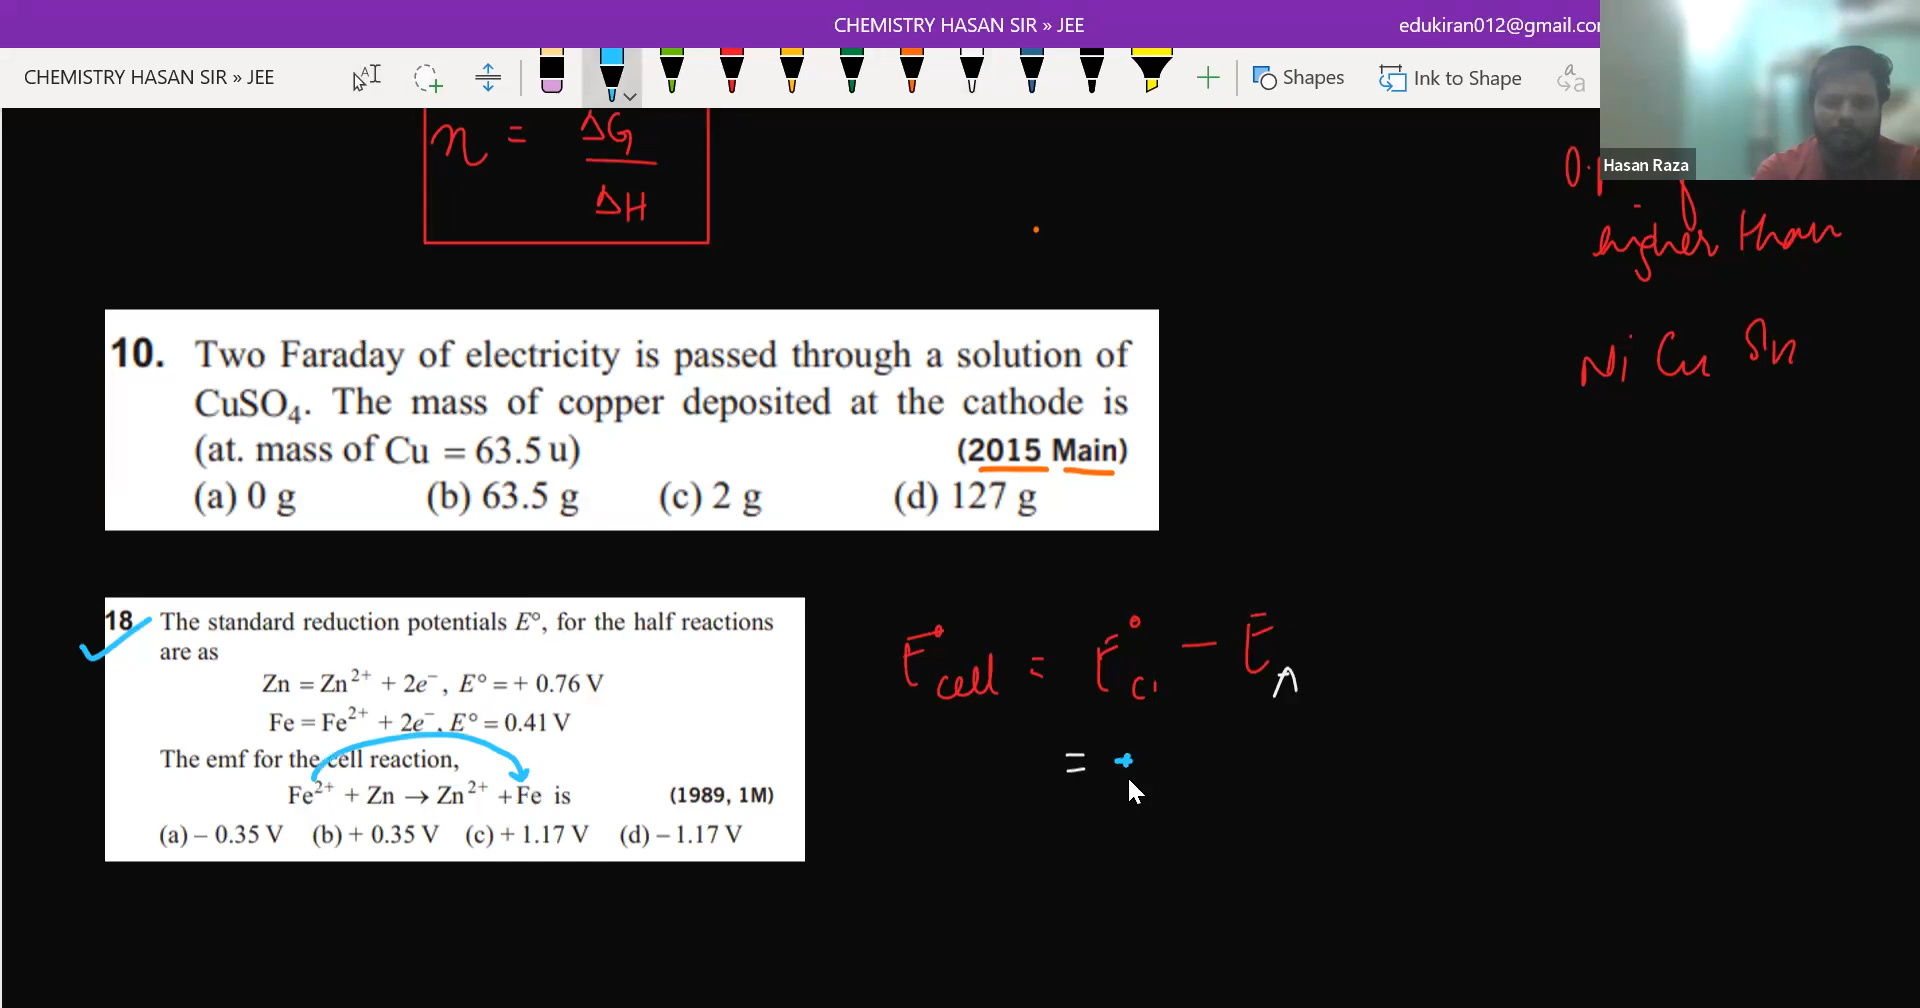 CHEMISTRY HASAN SIR » JEE
edukiran012@gmail.co
CHEMISTRY HASAN SIR » JEE
Shapes
Ink to Shape
Hasan Raza
η = ΔG
ΔH
higher than
Ni Cu Sn
10. Two Faraday of electricity is passed through a solution of
CuSO₄. The mass of copper deposited at the cathode is
(at. mass of Cu = 63.5 u) (2015 Main)
(a) 0 g (b) 63.5 g (c) 2 g (d) 127 g
18 The standard reduction potentials E°, for the half reactions
are as
Zn = Zn²⁺ + 2e⁻, E° = + 0.76 V
Fe = Fe²⁺ + 2e⁻, E° = 0.41 V
The emf for the cell reaction,
Fe²⁺ + Zn → Zn²⁺ + Fe is (1989, 1M)
(a) – 0.35 V (b) + 0.35 V (c) + 1.17 V (d) – 1.17 V
E°cell = E°C – EA
= +